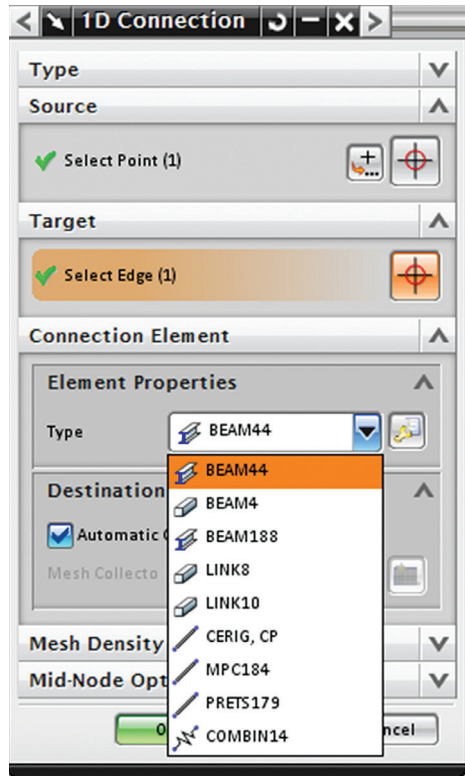 1D Connection
Type
Source
Select Point (1)
Target
Select Edge (1)
Connection Element
Element Properties
Type BEAM44
BEAM44
BEAM4
BEAM188
LINK8
LINK10
CERIG, CP
MPC184
PRETS179
COMBIN14
Destination
Automatic
Mesh Collecto
Mesh Density
Mid-Node Opt